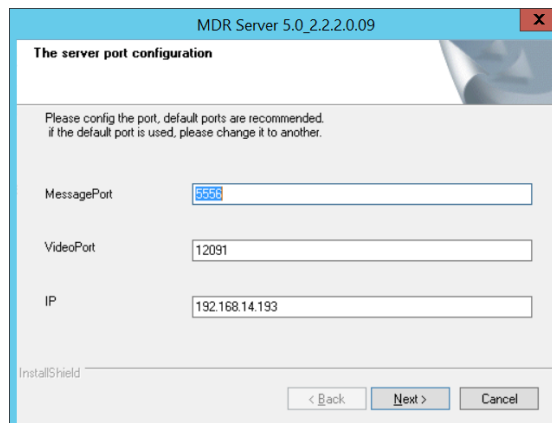 MDR Server 5.0_2.2.2.0.09
x
The server port configuration
Please config the port, default ports are recommended.
if the default port is used, please change it to another.
MessagePort 5556
VideoPort 12091
IP 192.168.14.193
InstallShield
< Back Next > Cancel